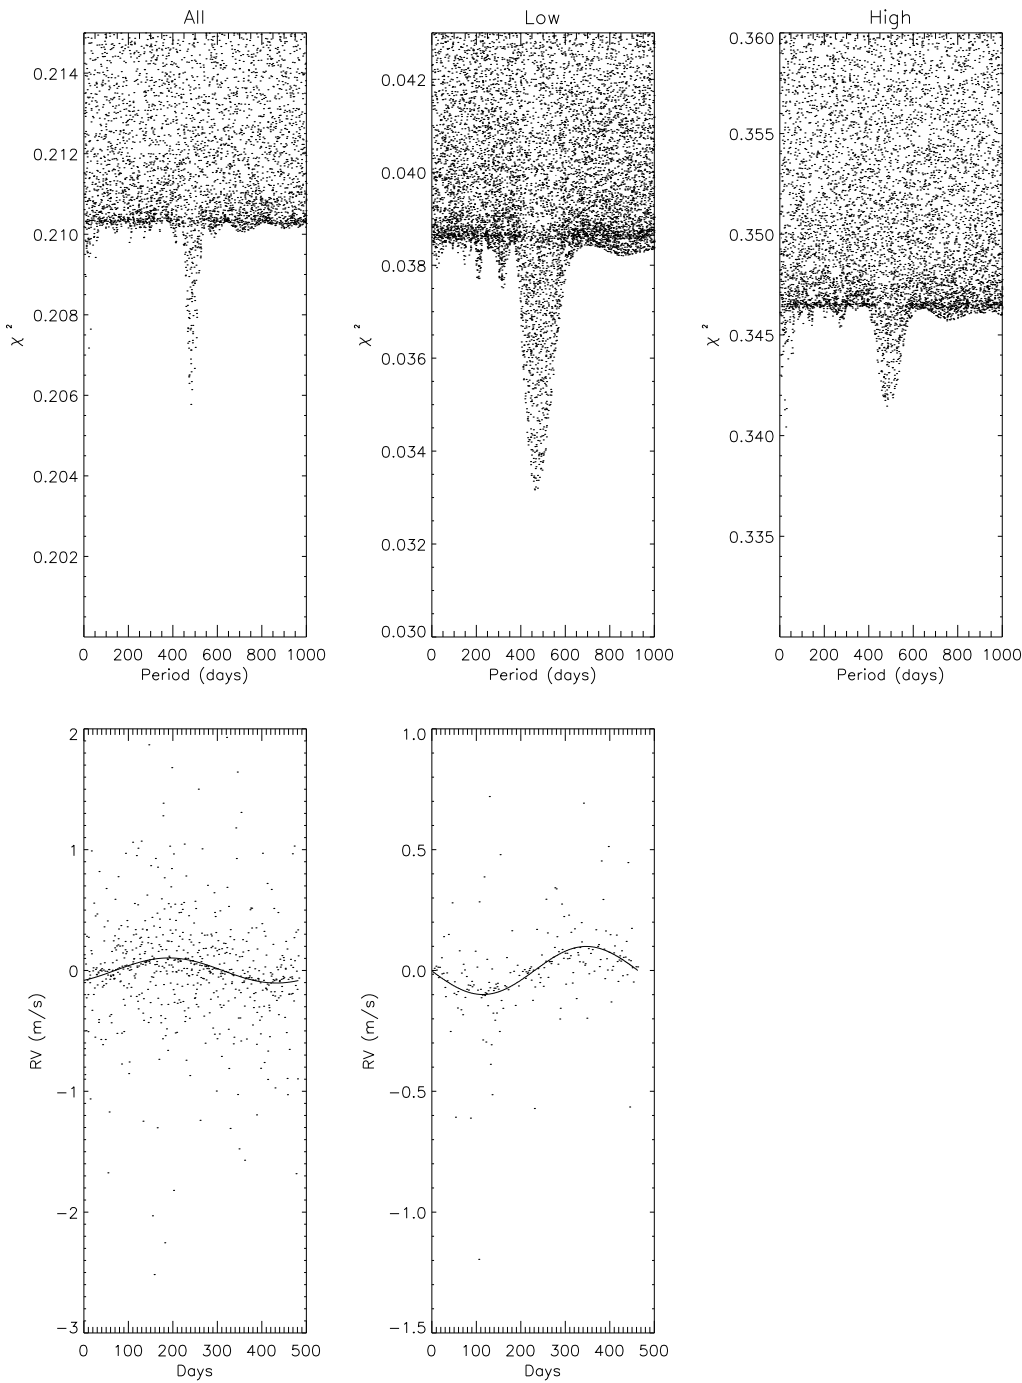 All
Low
High
0.214
0.212
0.210
0.208
0.206
0.204
0.202
χ²
0 200 400 600 800 1000
Period (days)
0.042
0.040
0.038
0.036
0.034
0.032
0.030
χ²
0 200 400 600 800 1000
Period (days)
0.360
0.355
0.350
0.345
0.340
0.335
χ²
0 200 400 600 800 1000
Period (days)
2
1
0
−1
−2
−3
RV (m/s)
0 100 200 300 400 500
Days
1.0
0.5
0.0
−0.5
−1.0
−1.5
RV (m/s)
0 100 200 300 400 500
Days